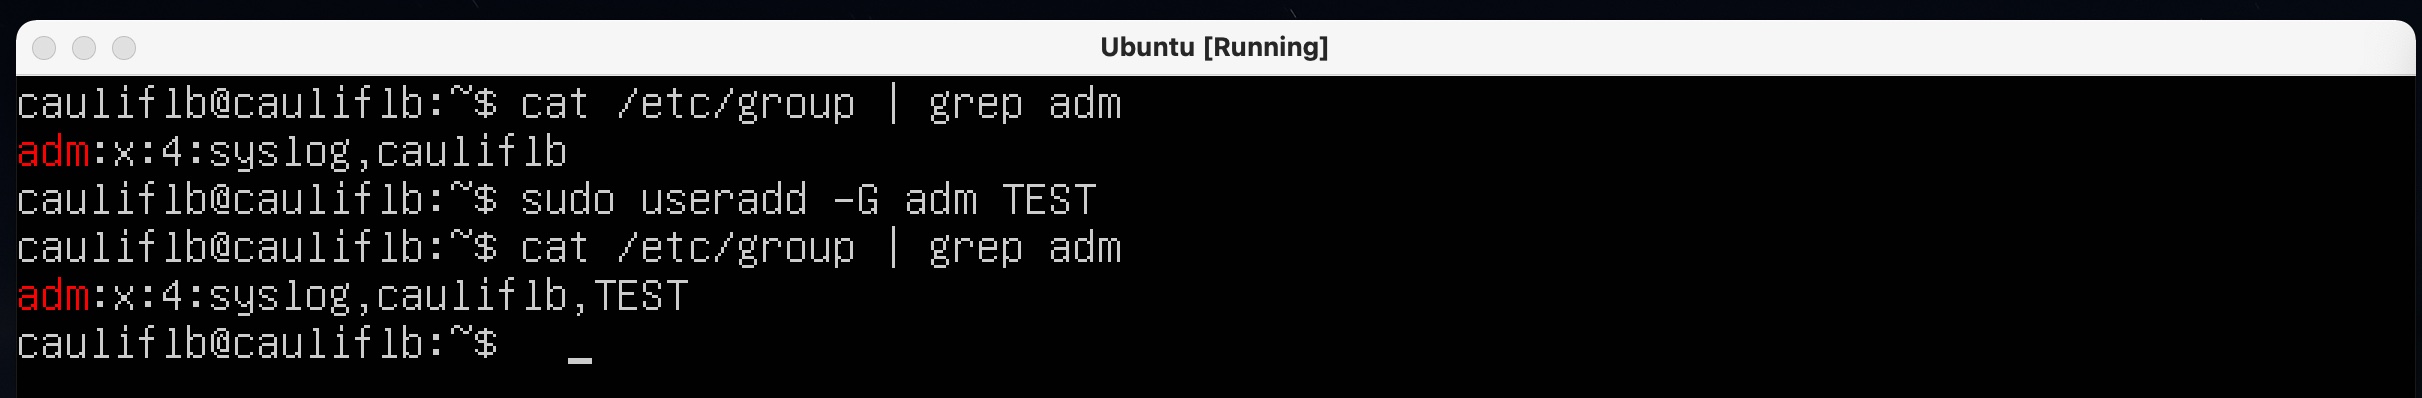 Ubuntu [Running]
cauliflb@cauliflb:~$ cat /etc/group | grep adm
adm:x:4:syslog,cauliflb
cauliflb@cauliflb:~$ sudo useradd -G adm TEST
cauliflb@cauliflb:~$ cat /etc/group | grep adm
adm:x:4:syslog,cauliflb,TEST
cauliflb@cauliflb:~$ _